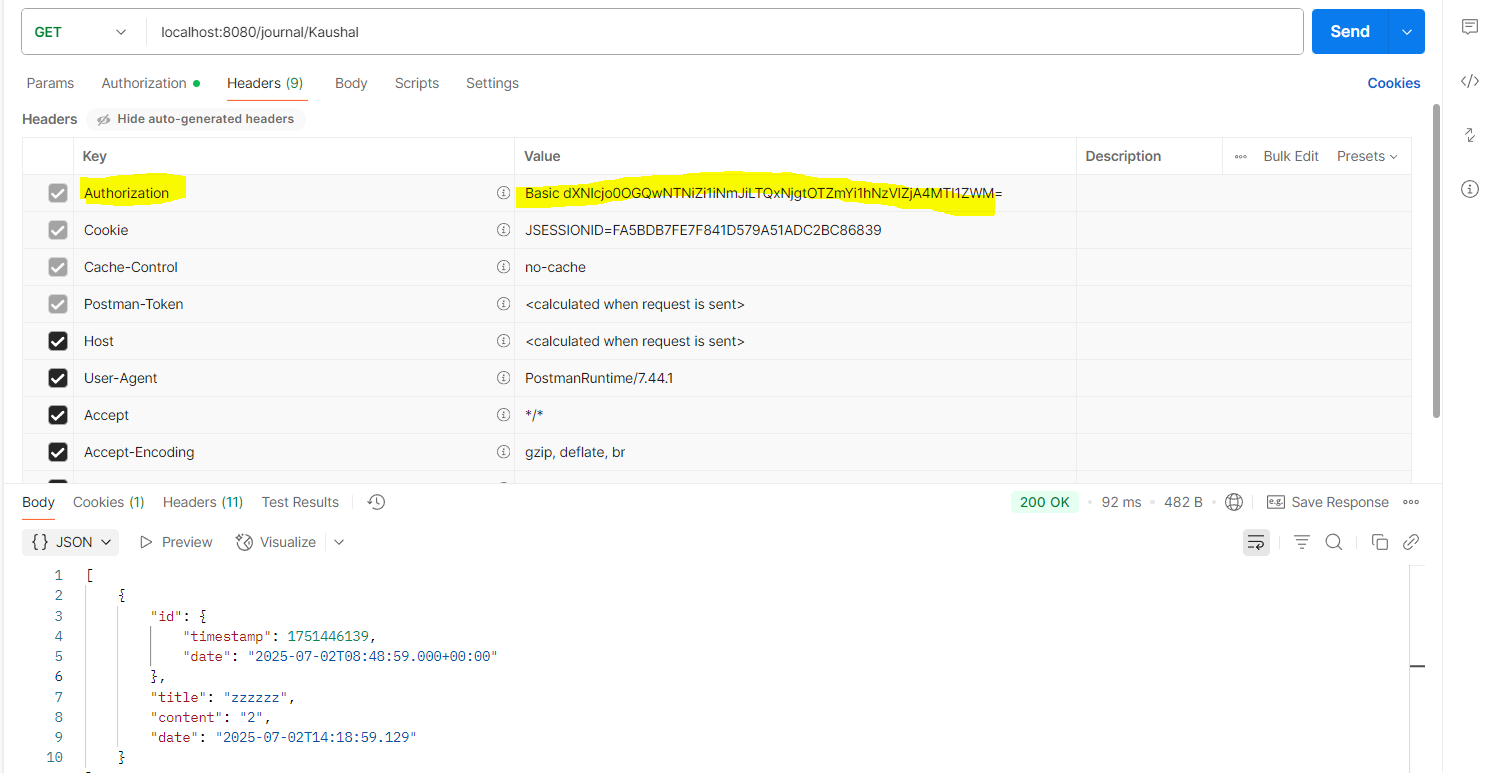 GET localhost:8080/journal/Kaushal Send
Params Authorization Headers (9) Body Scripts Settings Cookies
Headers Hide auto-generated headers
Key Value Description Bulk Edit Presets
Authorization Basic dXNlcjo0OGQwNTNiZi1iNmJiLTQxNjgtOTZmYi1hNzVlZjA4MTI1ZWM=
Cookie JSESSIONID=FA5BDB7FE7F841D579A51ADC2BC86839
Cache-Control no-cache
Postman-Token <calculated when request is sent>
Host <calculated when request is sent>
User-Agent PostmanRuntime/7.44.1
Accept */*
Accept-Encoding gzip, deflate, br
Body Cookies (1) Headers (11) Test Results 200 OK 92 ms 482 B e.g. Save Response
{} JSON Preview Visualize
1 [
2 {
3 "id": {
4 "timestamp": 1751446139,
5 "date": "2025-07-02T08:48:59.000+00:00"
6 },
7 "title": "zzzzzz",
8 "content": "2",
9 "date": "2025-07-02T14:18:59.129"
10 }